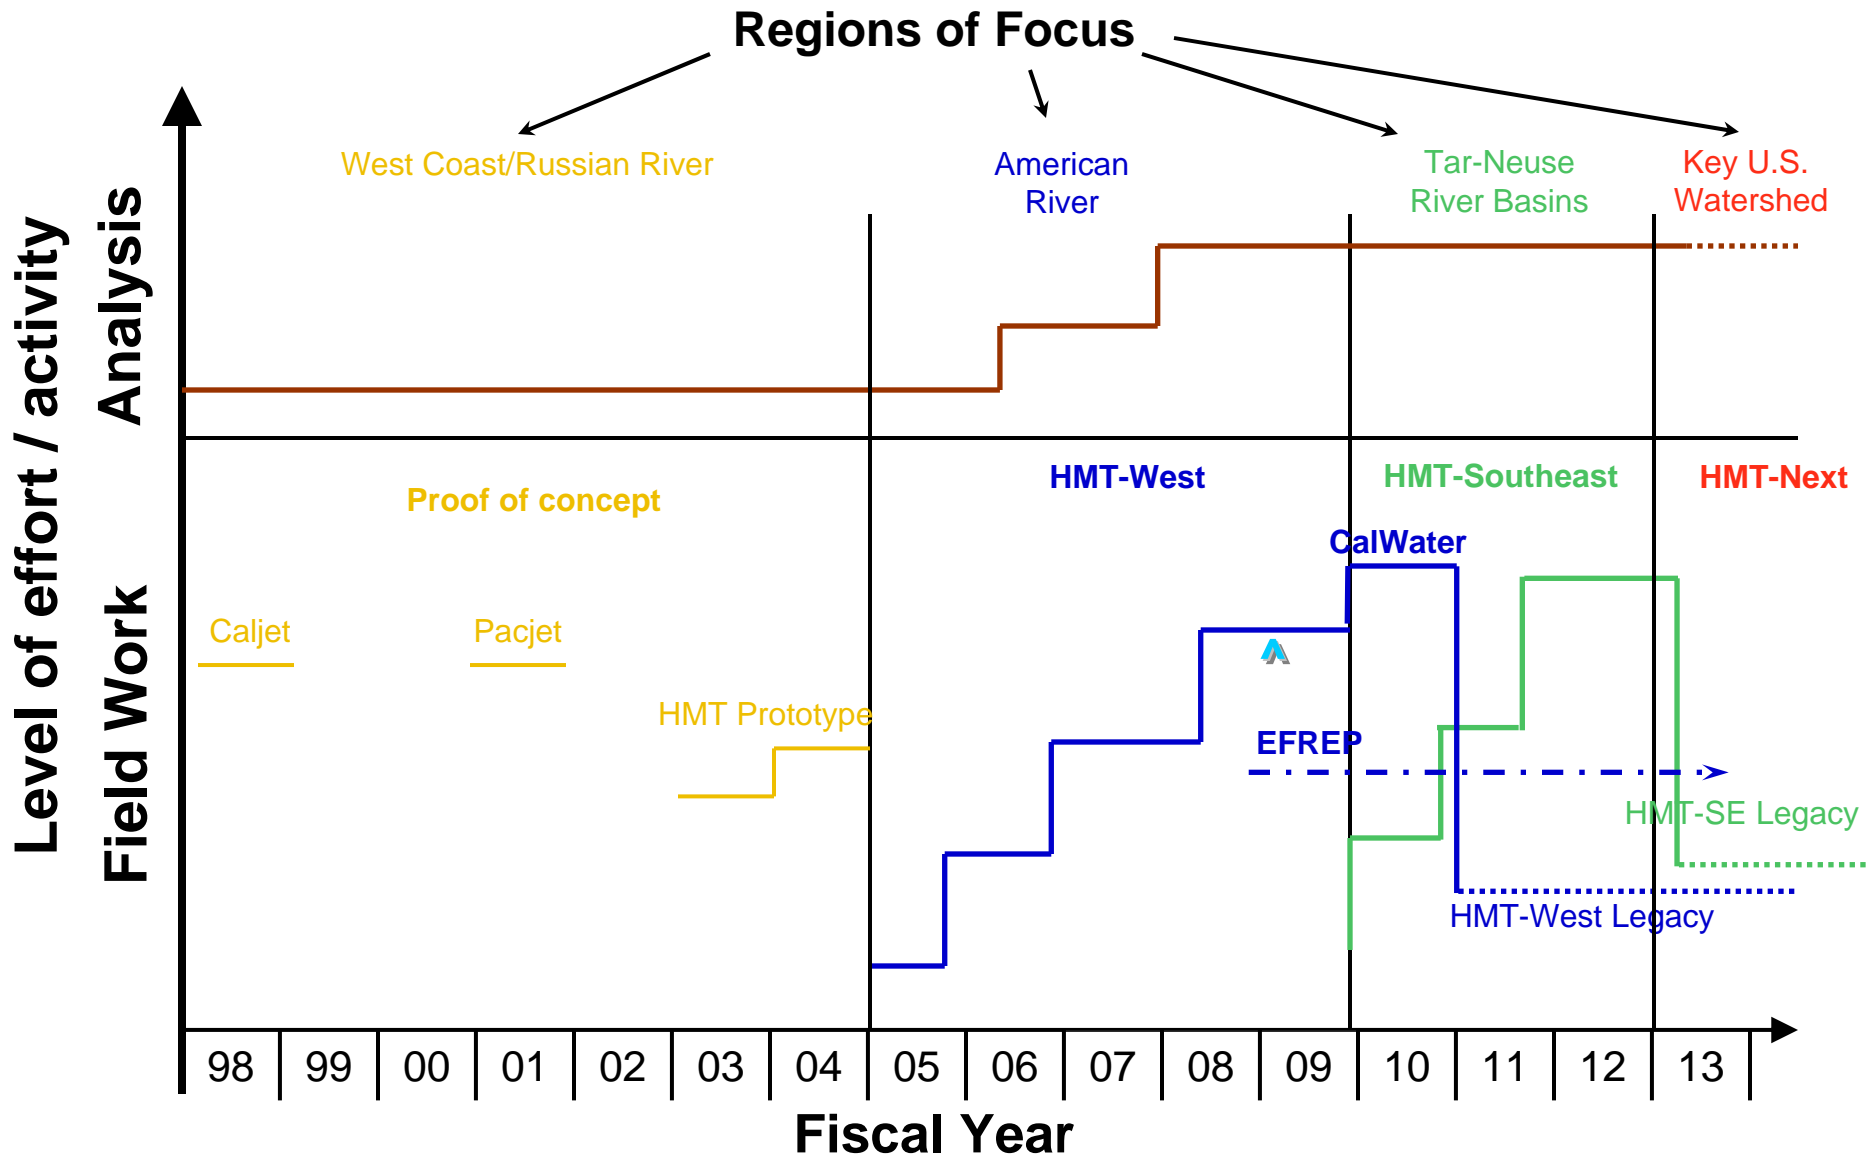 Regions of Focus
West Coast/Russian River
American
River
Tar-Neuse
River Basins
Key U.S.
Watershed
Level of effort / activity
Analysis
Field Work
Proof of concept
HMT-West
HMT-Southeast
HMT-Next
CalWater
Caljet
Pacjet
HMT Prototype
EFREP
HMT-SE Legacy
HMT-West Legacy
98 99 00 01 02 03 04 05 06 07 08 09 10 11 12 13
Fiscal Year